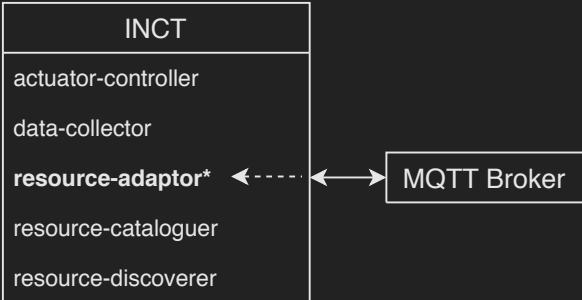 INCT
actuator-controller
data-collector
resource-adaptor*
MQTT Broker
resource-cataloguer
resource-discoverer